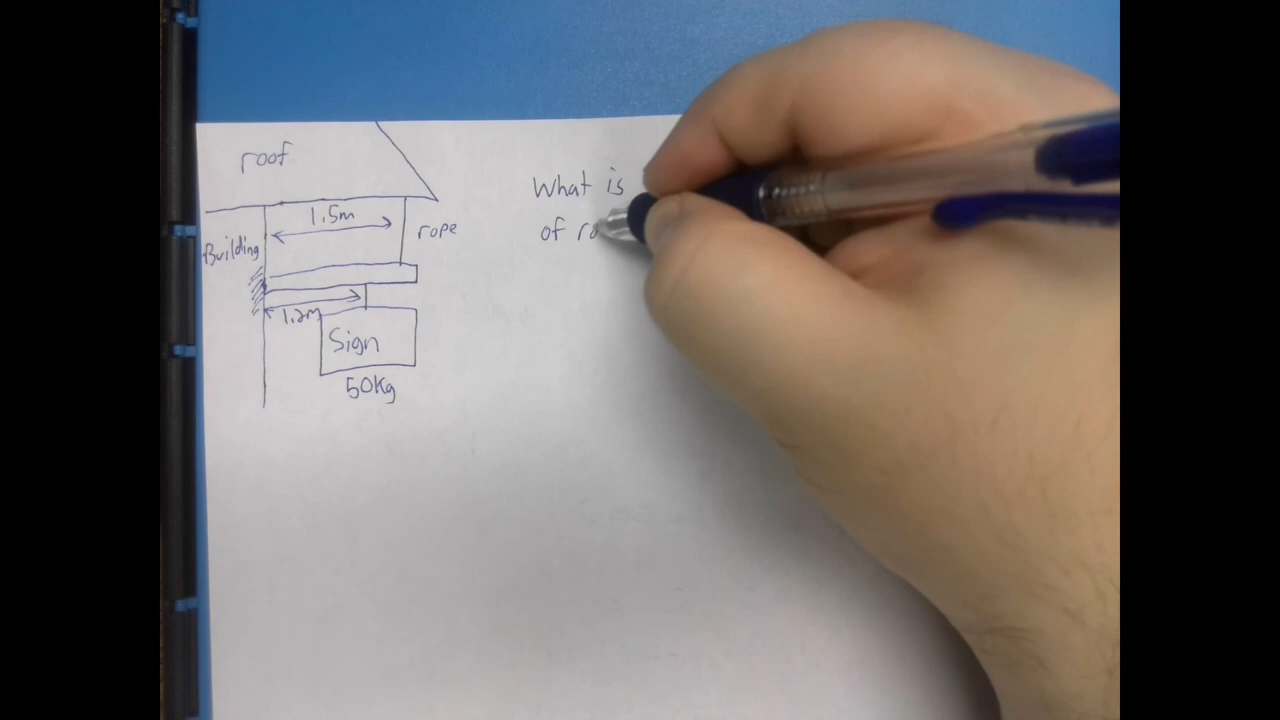 roof
1.5m
rope
Building
1.2m
Sign
50Kg
What is
of